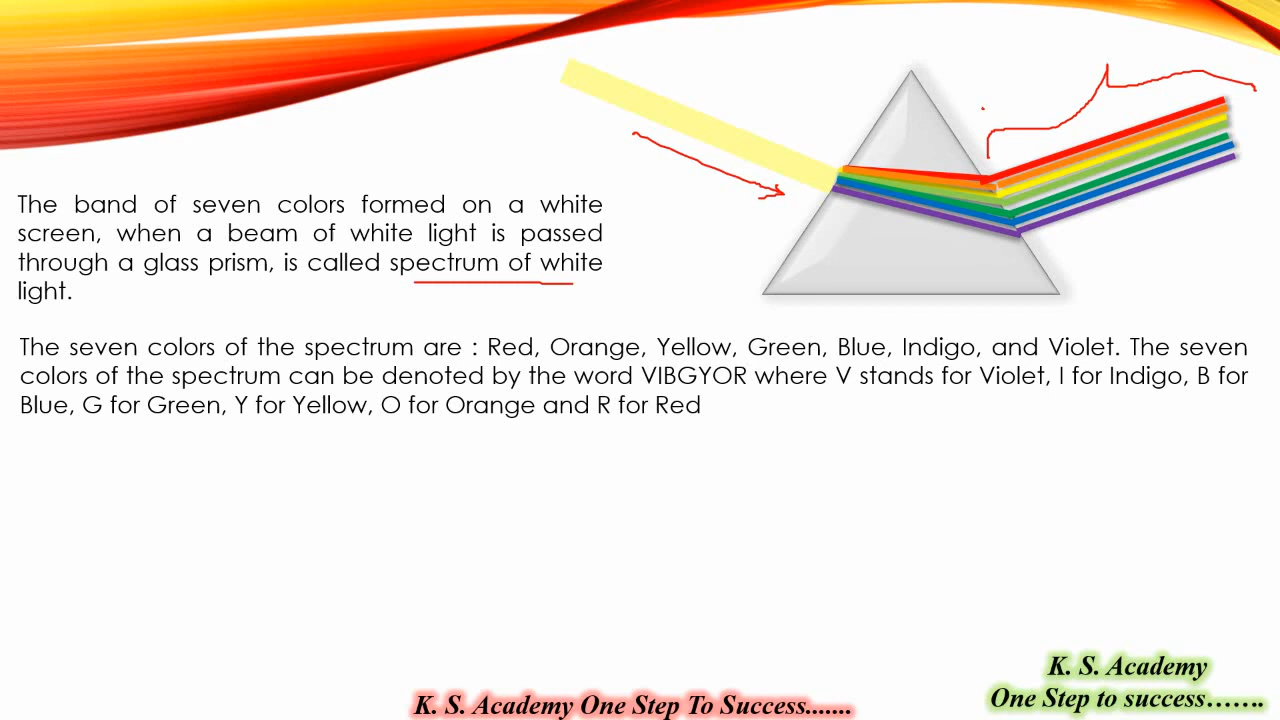 The band of seven colors formed on a white
screen, when a beam of white light is passed
through a glass prism, is called spectrum of white
light.
The seven colors of the spectrum are : Red, Orange, Yellow, Green, Blue, Indigo, and Violet. The seven
colors of the spectrum can be denoted by the word VIBGYOR where V stands for Violet, I for Indigo, B for
Blue, G for Green, Y for Yellow, O for Orange and R for Red
K. S. Academy
One Step to success…….
K. S. Academy One Step To Success.......